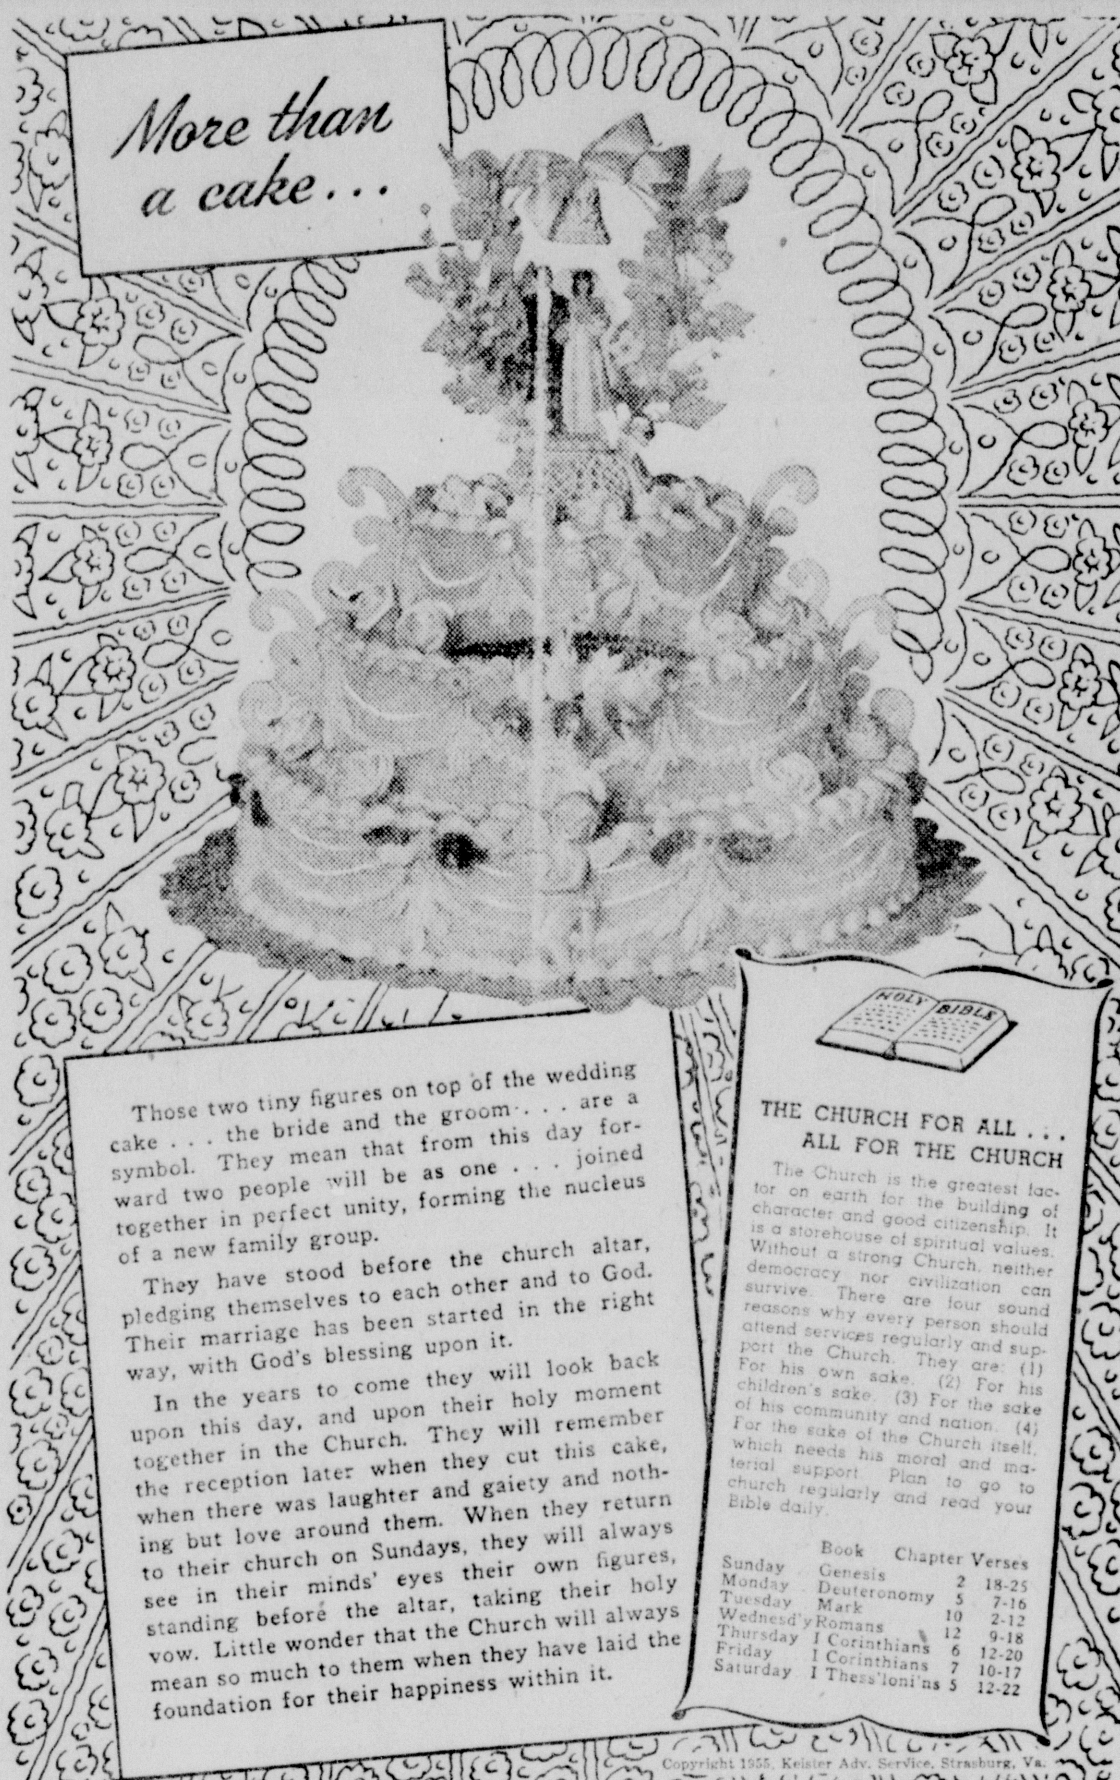 More than
a cake...
Those two tiny figures on top of the wedding
cake . . . the bride and the groom . . . are a
symbol. They mean that from this day for-
ward two people will be as one . . . joined
together in perfect unity, forming the nucleus
of a new family group.
They have stood before the church altar,
pledging themselves to each other and to God.
Their marriage has been started in the right
way, with God's blessing upon it.
In the years to come they will look back
upon this day, and upon their holy moment
together in the Church. They will remember
the reception later when they cut this cake,
when there was laughter and gaiety and noth-
ing but love around them. When they return
to their church on Sundays, they will always
see in their minds' eyes their own figures,
standing before the altar, taking their holy
vow. Little wonder that the Church will always
mean so much to them when they have laid the
foundation for their happiness within it.
HOLY BIBLE
THE CHURCH FOR ALL . . .
ALL FOR THE CHURCH
The Church is the greatest fac-
tor on earth for the building of
character and good citizenship. It
is a storehouse of spiritual values.
Without a strong Church, neither
democracy nor civilization can
survive. There are four sound
reasons why every person should
attend services regularly and sup-
port the Church. They are: (1)
For his own sake. (2) For his
children's sake. (3) For the sake
of his community and nation. (4)
For the sake of the Church itself,
which needs his moral and ma-
terial support. Plan to go to
church regularly and read your
Bible daily.
Book Chapter Verses
Sunday Genesis 2 18-25
Monday Deuteronomy 5 7-16
Tuesday Mark 10 2-12
Wednesd'y Romans 12 9-18
Thursday I Corinthians 6 12-20
Friday I Corinthians 7 10-17
Saturday I Thess'loni'ns 5 12-22
Copyright 1955, Keister Adv. Service, Strasburg, Va.